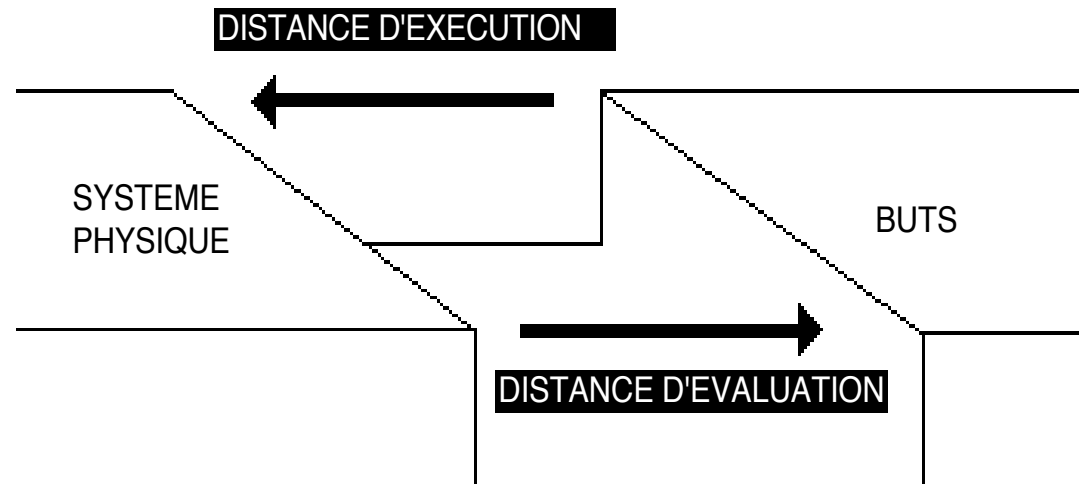 DISTANCE D'EXECUTION
SYSTEME
PHYSIQUE
BUTS
DISTANCE D'EVALUATION